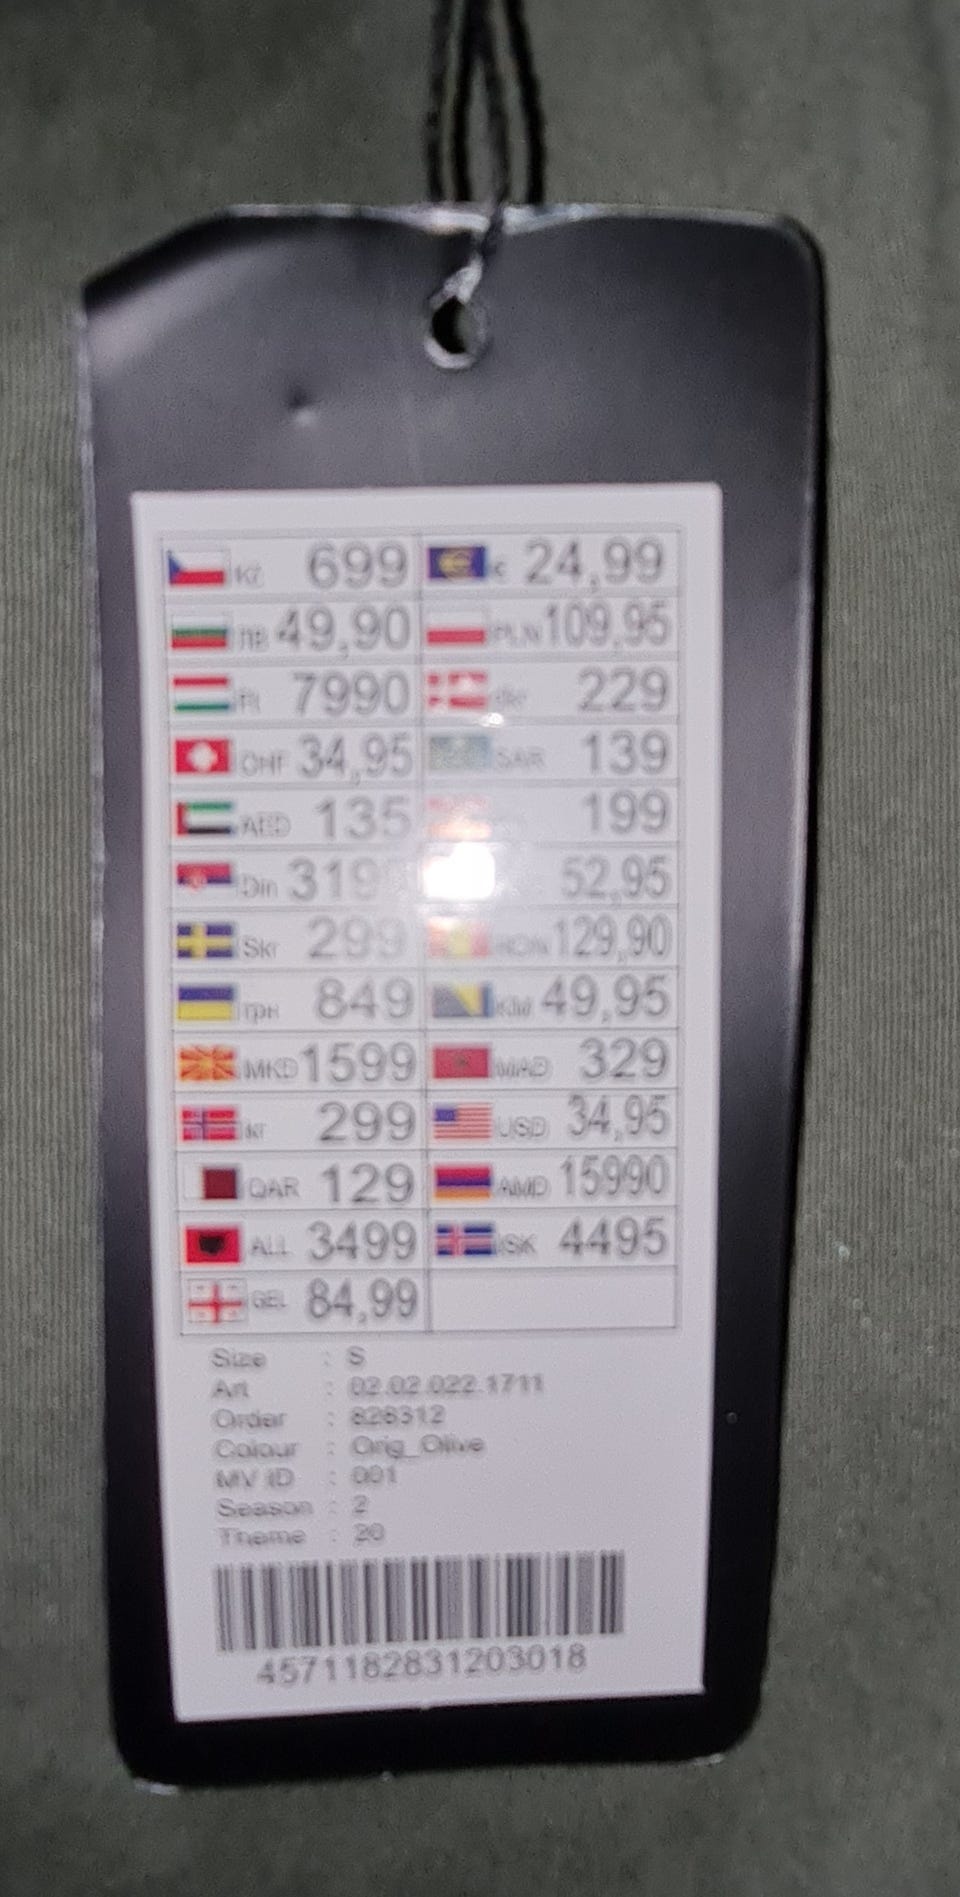 Kč 699 € 24,99
лв 49,90 PLN 109,95
Ft 7990 dkr 229
CHF 34,95 SAR 139
AED 135 199
Din 319 52,95
Skr 299 RON 129,90
грн 849 KM 49,95
MKD 1599 MAD 329
kr 299 USD 34,95
QAR 129 AMD 15990
ALL 3499 ISK 4495
GEL 84,99
Size : S
Art : 02.02.022.1711
Order : 828312
Colour : Orig_Olive
MV ID : 001
Season : 2
Theme : 20
4571182831203018